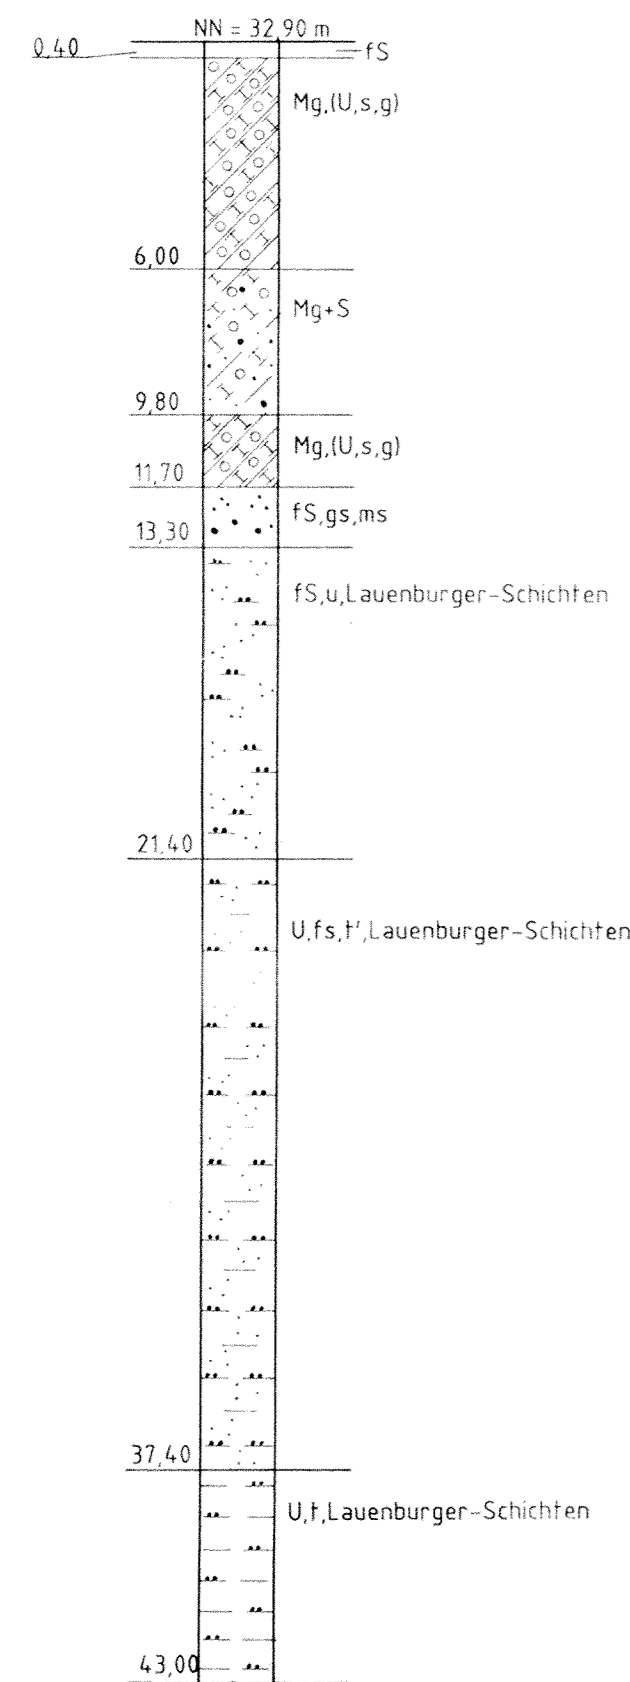 NN = 32,90 m
0,40
fS
Mg,(U,s,g)
6,00
Mg+S
9,80
Mg,(U,s,g)
11,70
fS,gs,ms
13,30
fS,u,Lauenburger-Schichten
21,40
U,fs,t',Lauenburger-Schichten
37,40
U,t,Lauenburger-Schichten
43,00